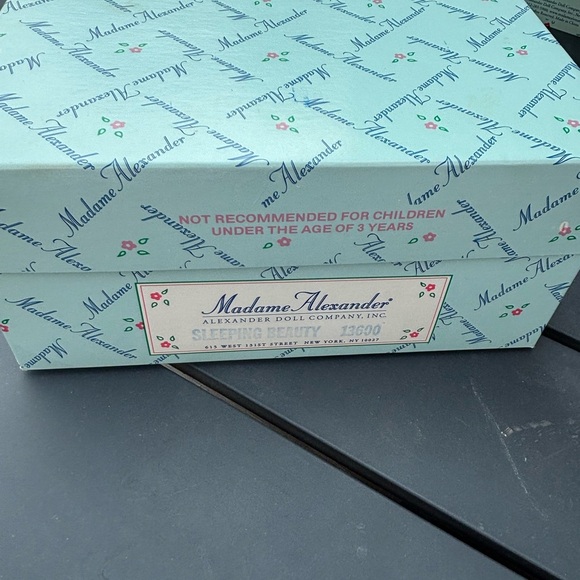 Madame Alexander
NOT RECOMMENDED FOR CHILDREN
UNDER THE AGE OF 3 YEARS
Madame Alexander®
ALEXANDER DOLL COMPANY, INC.
SLEEPING BEAUTY 13600
615 WEST 131ST STREET NEW YORK, NY 10027